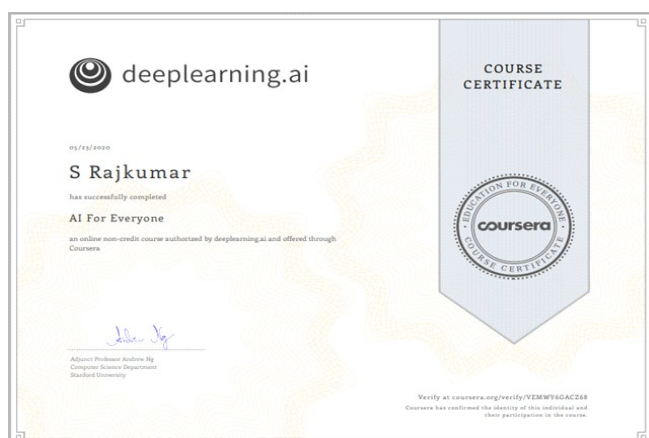 deeplearning.ai
COURSE
CERTIFICATE
05/23/2020
S Rajkumar
has successfully completed
AI For Everyone
an online non-credit course authorized by deeplearning.ai and offered through
Coursera
EDUCATION FOR EVERYONE
coursera
COURSE CERTIFICATE
Adjunct Professor Andrew Ng
Computer Science Department
Stanford University
Verify at coursera.org/verify/VEMWY6GACZ68
Coursera has confirmed the identity of this individual and
their participation in the course.